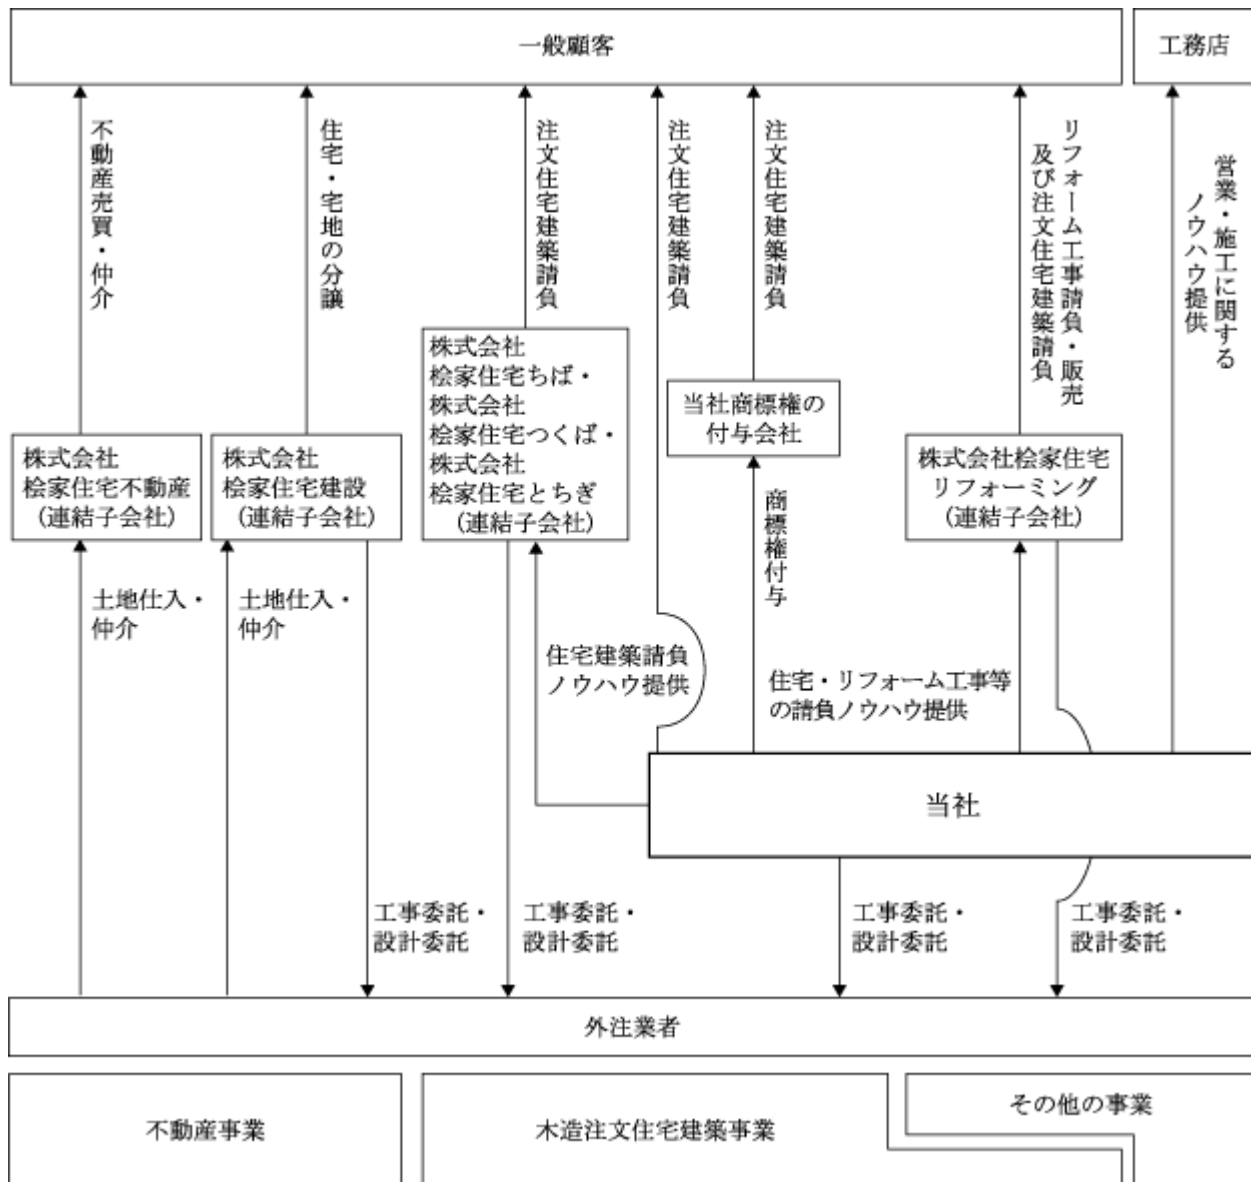 一般顧客
工務店
不動産売買・仲介
住宅・宅地の分譲
注文住宅建築請負
注文住宅建築請負
注文住宅建築請負
リフォーム工事請負・販売
及び注文住宅建築請負
営業・施工に関する
ノウハウ提供
株式会社
桧家住宅不動産
(連結子会社)
株式会社
桧家住宅建設
(連結子会社)
株式会社
桧家住宅ちば・
株式会社
桧家住宅つくば・
株式会社
桧家住宅とちぎ
(連結子会社)
当社商標権の
付与会社
株式会社桧家住宅
リフォーミング
(連結子会社)
土地仕入・
仲介
土地仕入・
仲介
住宅建築請負
ノウハウ提供
商標権付与
住宅・リフォーム工事等
の請負ノウハウ提供
当社
工事委託・
設計委託
工事委託・
設計委託
工事委託・
設計委託
工事委託・
設計委託
外注業者
不動産事業
木造注文住宅建築事業
その他の事業